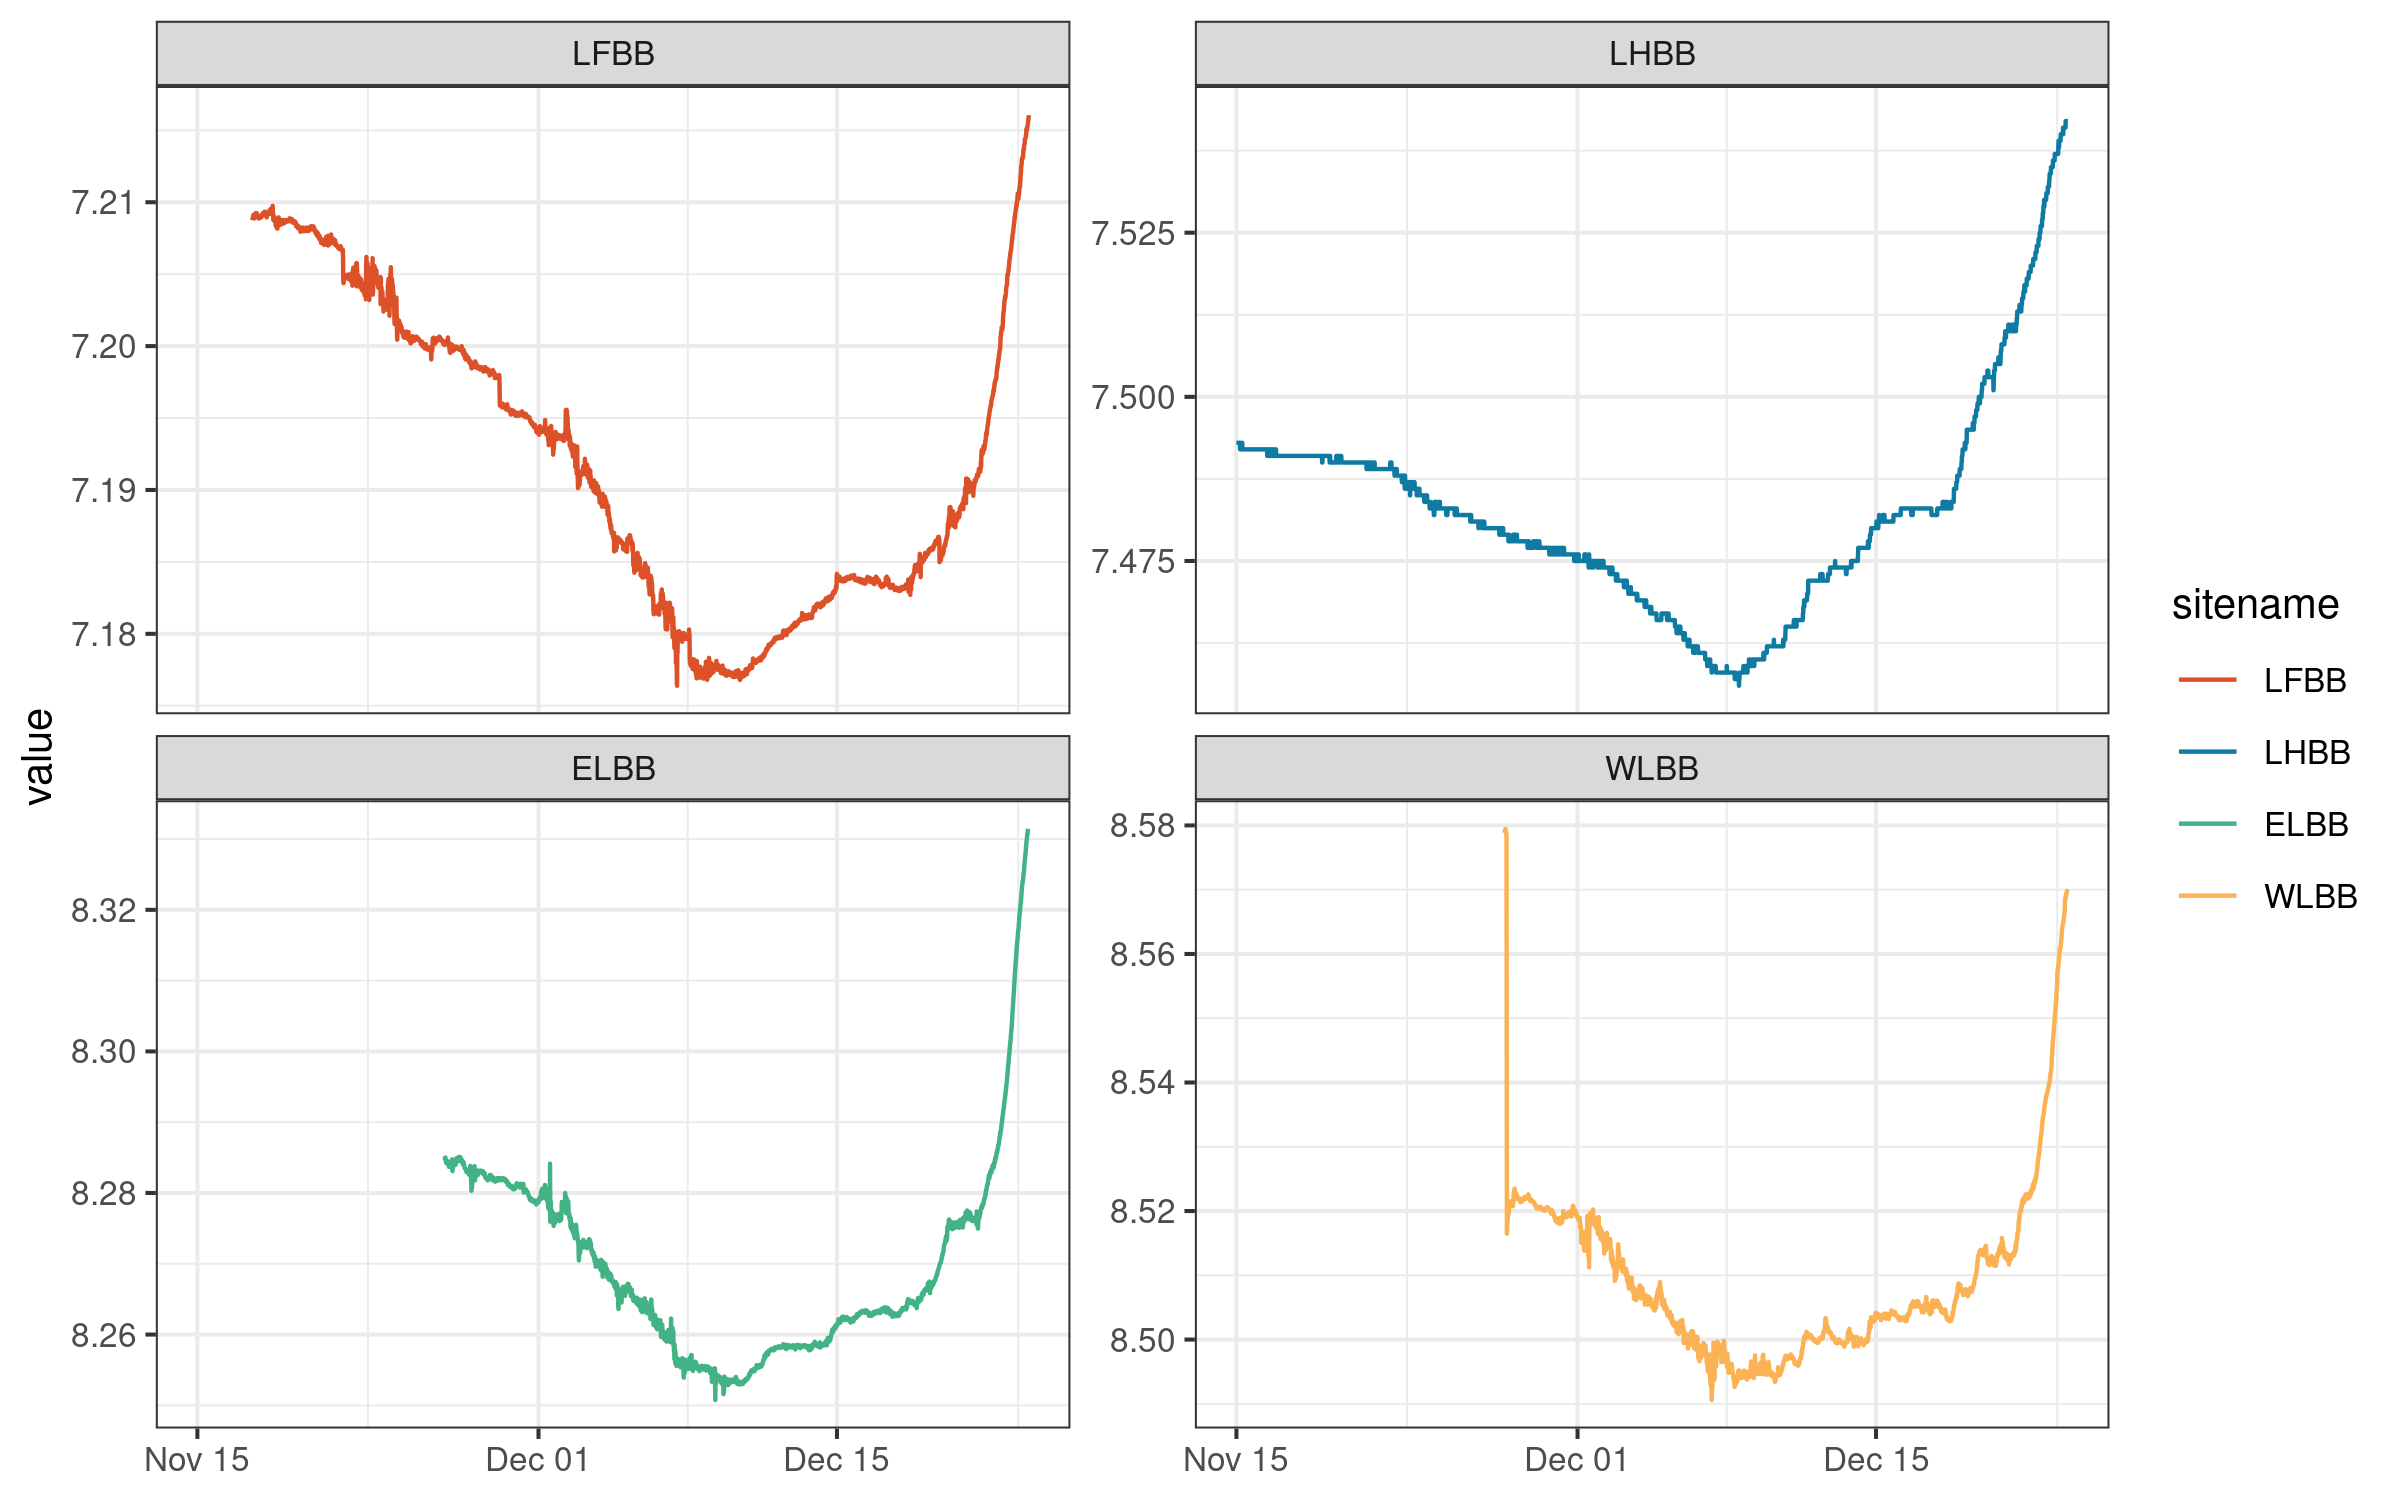 LFBB
LHBB
7.21
7.20
7.19
7.18
7.525
7.500
7.475
value
ELBB
WLBB
8.32
8.30
8.28
8.26
8.58
8.56
8.54
8.52
8.50
Nov 15
Dec 01
Dec 15
Nov 15
Dec 01
Dec 15
sitename
LFBB
LHBB
ELBB
WLBB